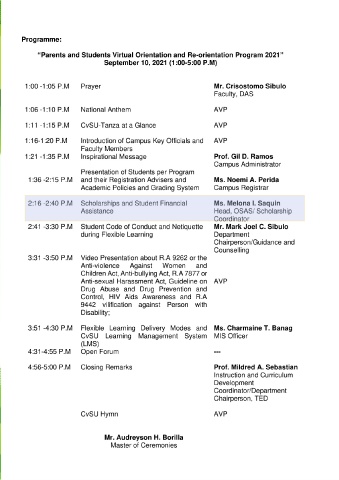 Programme:
“Parents and Students Virtual Orientation and Re-orientation Program 2021”
September 10, 2021 (1:00-5:00 P.M)
1:00 -1:05 P.M Prayer Mr. Crisostomo Sibulo
Faculty, DAS
1:06 -1:10 P.M National Anthem AVP
1:11 -1:15 P.M CvSU-Tanza at a Glance AVP
1:16-1:20 P.M Introduction of Campus Key Officials and AVP
Faculty Members
1:21 -1:35 P.M Inspirational Message Prof. Gil D. Ramos
Campus Administrator
Presentation of Students per Program
1:36 -2:15 P.M and their Registration Advisers and Ms. Noemi A. Perida
Academic Policies and Grading System Campus Registrar
2:16 -2:40 P.M Scholarships and Student Financial Ms. Melona I. Saquin
Assistance Head, OSAS/ Scholarship
Coordinator
2:41 -3:30 P.M Student Code of Conduct and Netiquette Mr. Mark Joel C. Sibulo
during Flexible Learning Department
Chairperson/Guidance and
Counselling
3:31 -3:50 P.M Video Presentation about R.A 9262 or the
Anti-violence Against Women and
Children Act, Anti-bullying Act, R.A 7877 or
Anti-sexual Harassment Act, Guideline on AVP
Drug Abuse and Drug Prevention and
Control, HIV Aids Awareness and R.A
9442 vilification against Person with
Disability;
3:51 -4:30 P.M Flexible Learning Delivery Modes and Ms. Charmaine T. Banag
CvSU Learning Management System MIS Officer
(LMS)
4:31-4:55 P.M Open Forum ---
4:56-5:00 P.M Closing Remarks Prof. Mildred A. Sebastian
Instruction and Curriculum
Development
Coordinator/Department
Chairperson, TED
CvSU Hymn AVP
Mr. Audreyson H. Borilla
Master of Ceremonies